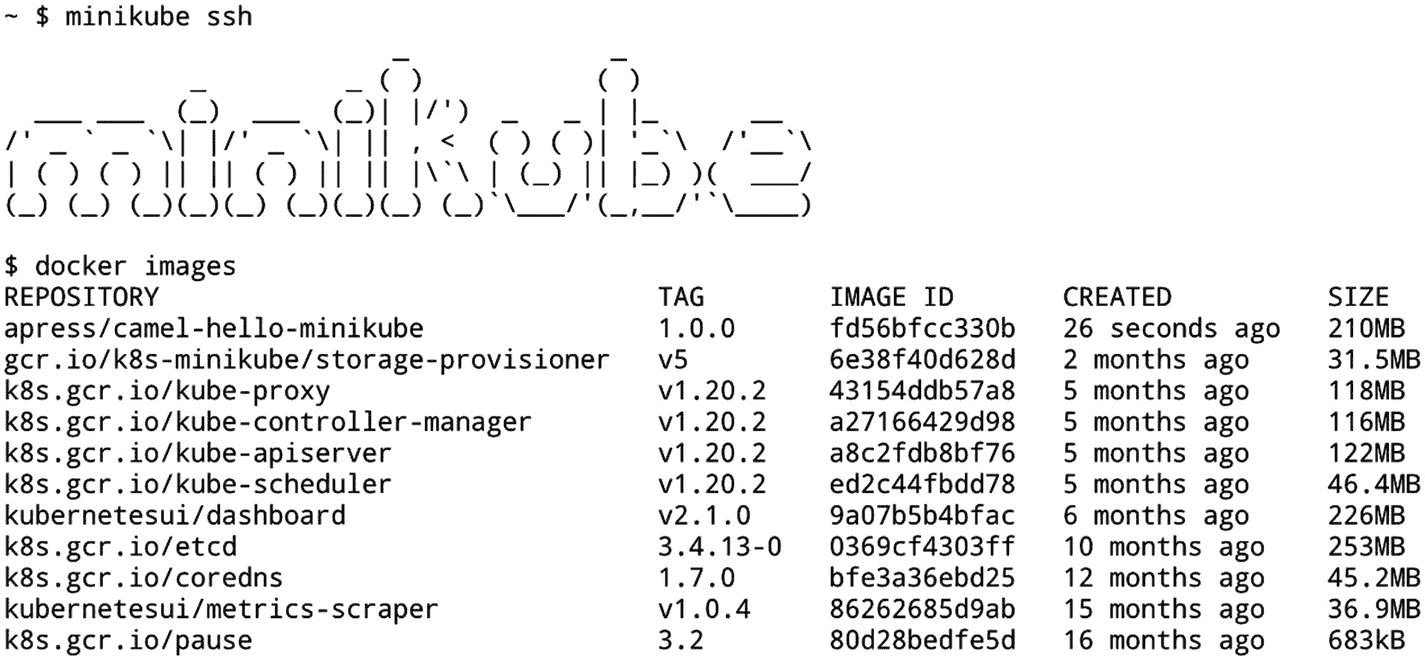 ~ $ minikube ssh
                         _             _
            _         _ ( )           ( )
  ___ ___  (_)  ___  (_)| |/')  _   _ | |_      __
/' _ ` _ `\| |/' _ `\| || , <  ( ) ( )| '_`\  /'__`\
| ( ) ( ) || || ( ) || || |\`\ | (_) || |_) )(  ___/
(_) (_) (_)(_)(_) (_)(_)(_) (_)`\___/'(_,__/'`\____)
$ docker images
REPOSITORY                                TAG        IMAGE ID       CREATED          SIZE
apress/camel-hello-minikube               1.0.0      fd56bfcc330b   26 seconds ago   210MB
gcr.io/k8s-minikube/storage-provisioner   v5         6e38f40d628d   2 months ago     31.5MB
k8s.gcr.io/kube-proxy                     v1.20.2    43154ddb57a8   5 months ago     118MB
k8s.gcr.io/kube-controller-manager        v1.20.2    a27166429d98   5 months ago     116MB
k8s.gcr.io/kube-apiserver                 v1.20.2    a8c2fdb8bf76   5 months ago     122MB
k8s.gcr.io/kube-scheduler                 v1.20.2    ed2c44fbdd78   5 months ago     46.4MB
kubernetesui/dashboard                    v2.1.0     9a07b5b4bfac   6 months ago     226MB
k8s.gcr.io/etcd                           3.4.13-0   0369cf4303ff   10 months ago    253MB
k8s.gcr.io/coredns                        1.7.0      bfe3a36ebd25   12 months ago    45.2MB
kubernetesui/metrics-scraper              v1.0.4     86262685d9ab   15 months ago    36.9MB
k8s.gcr.io/pause                          3.2        80d28bedfe5d   16 months ago    683kB